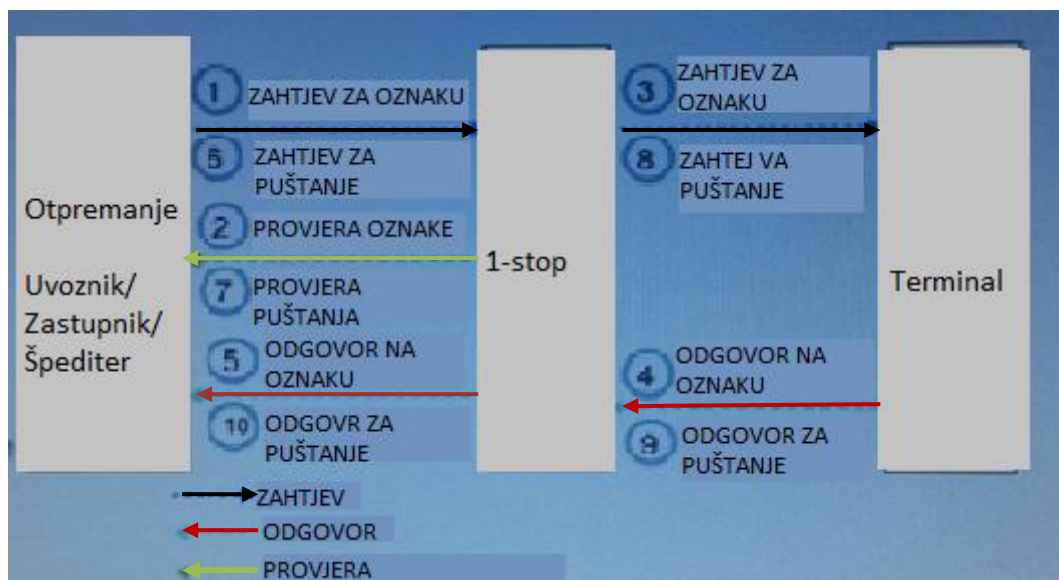 1 ZAHTJEV ZA OZNAKU
5 ZAHTJEV ZA
PUŠTANJE
2 PROVJERA OZNAKE
7 PROVJERA
PUŠTANJA
5 ODGOVOR NA
OZNAKU
10 ODGOVR ZA
PUŠTANJE
Otpremanje
Uvoznik/
Zastupnik/
Špediter
1-stop
3 ZAHTJEV ZA
OZNAKU
8 ZAHTEJ VA
PUŠTANJE
4 ODGOVOR NA
OZNAKU
9 ODGOVOR ZA
PUŠTANJE
Terminal
ZAHTJEV
ODGOVOR
PROVJERA